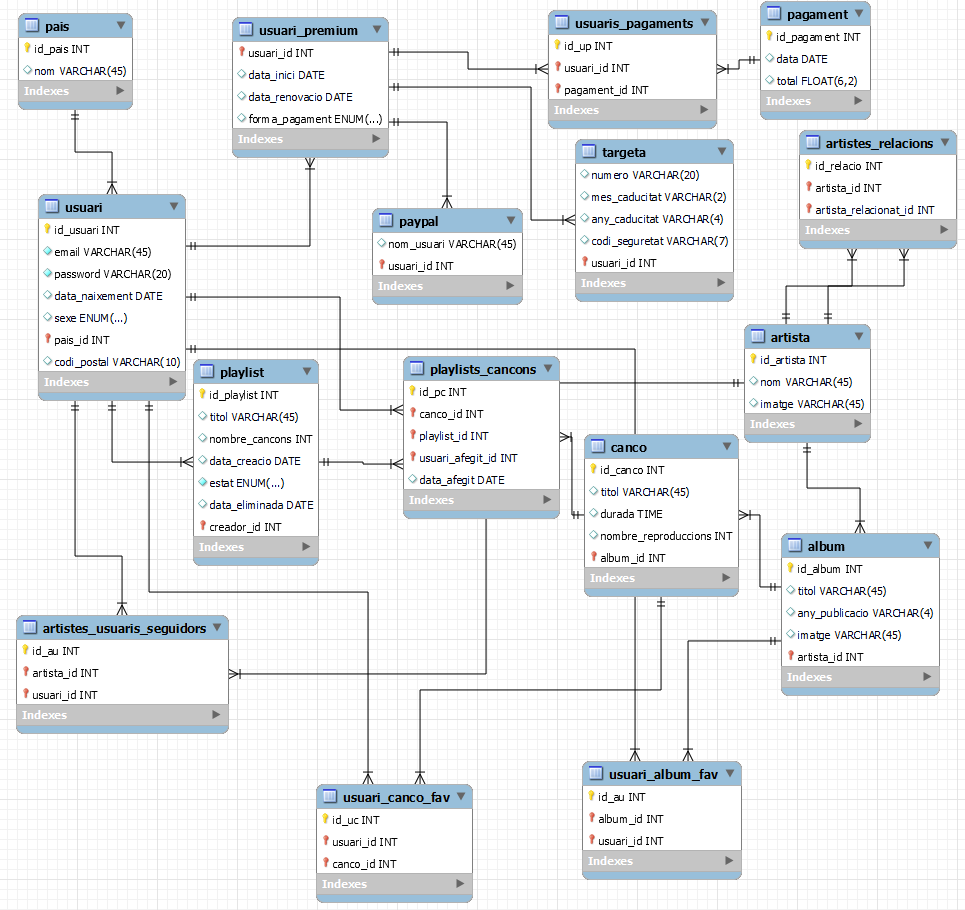 pais
id_pais INT
nom VARCHAR(45)
Indexes
usuari_premium
usuari_id INT
data_inici DATE
data_renovacio DATE
forma_pagament ENUM(...)
Indexes
usuaris_pagaments
id_up INT
usuari_id INT
pagament_id INT
Indexes
pagament
id_pagament INT
data DATE
total FLOAT(6,2)
Indexes
targeta
numero VARCHAR(20)
mes_caducitat VARCHAR(2)
any_caducitat VARCHAR(4)
codi_seguretat VARCHAR(7)
usuari_id INT
Indexes
artistes_relacions
id_relacio INT
artista_id INT
artista_relacionat_id INT
Indexes
usuari
id_usuari INT
email VARCHAR(45)
password VARCHAR(20)
data_naixement DATE
sexe ENUM(...)
pais_id INT
codi_postal VARCHAR(10)
Indexes
paypal
nom_usuari VARCHAR(45)
usuari_id INT
Indexes
artista
id_artista INT
nom VARCHAR(45)
imatge VARCHAR(45)
Indexes
playlist
id_playlist INT
titol VARCHAR(45)
nombre_cancons INT
data_creacio DATE
estat ENUM(...)
data_eliminada DATE
creador_id INT
Indexes
playlists_cancons
id_pc INT
canco_id INT
playlist_id INT
usuari_afegit_id INT
data_afegit DATE
Indexes
canco
id_canco INT
titol VARCHAR(45)
durada TIME
nombre_reproduccions INT
album_id INT
Indexes
album
id_album INT
titol VARCHAR(45)
any_publicacio VARCHAR(4)
imatge VARCHAR(45)
artista_id INT
Indexes
artistes_usuaris_seguidors
id_au INT
artista_id INT
usuari_id INT
Indexes
usuari_canco_fav
id_uc INT
usuari_id INT
canco_id INT
Indexes
usuari_album_fav
id_au INT
album_id INT
usuari_id INT
Indexes